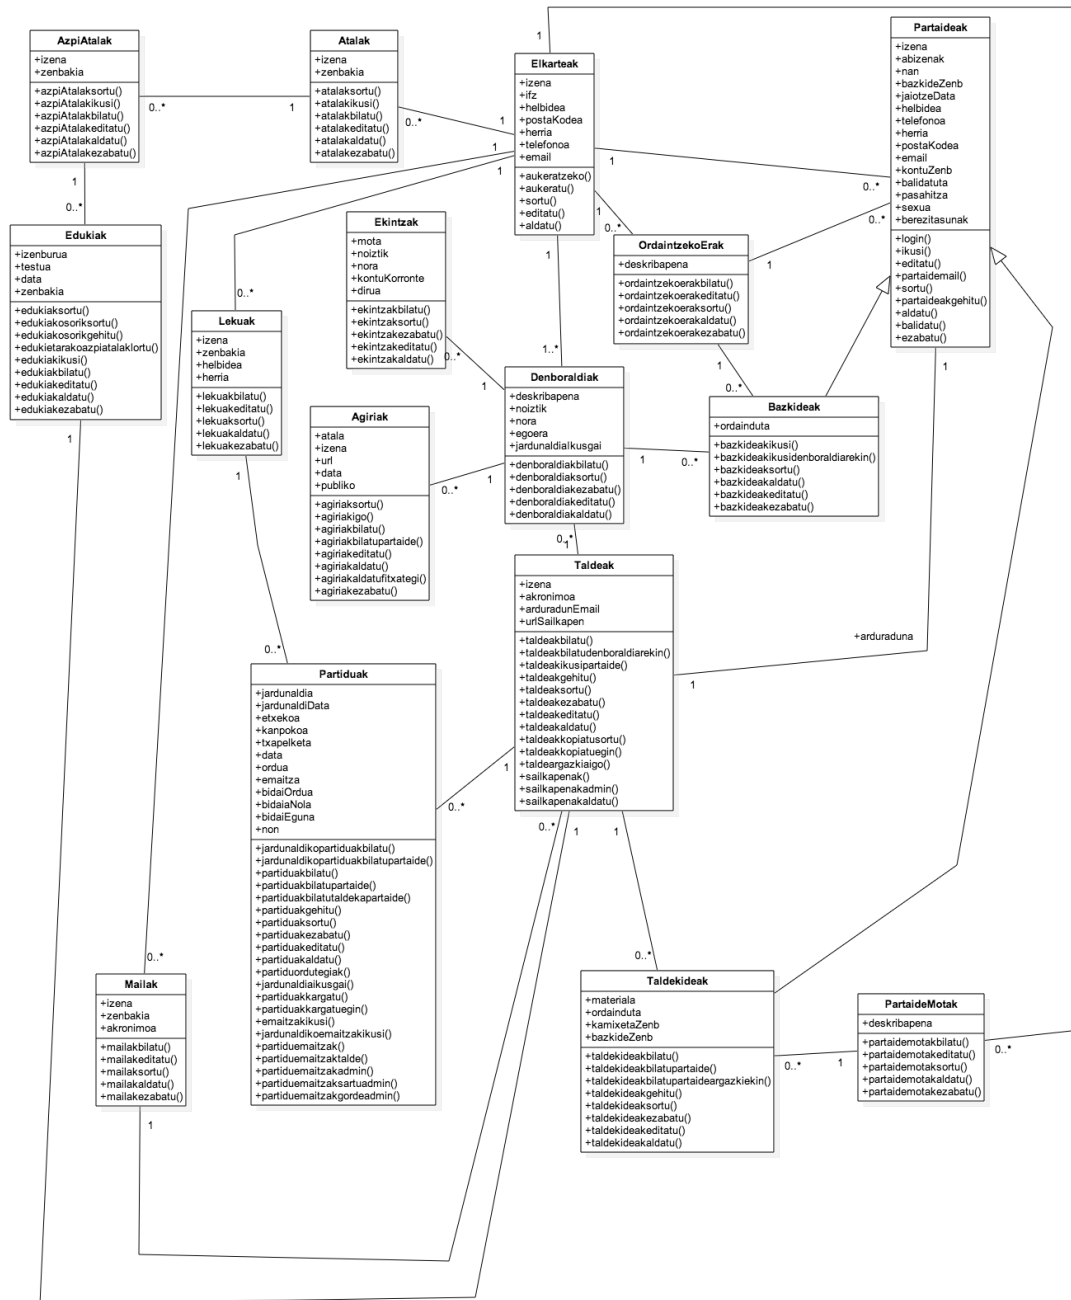 AzpiAtalak
+izena
+zenbakia
+azpiAtalaksortu()
+azpiAtalakikusi()
+azpiAtalakbilatu()
+azpiAtalakeditatu()
+azpiAtalakaldatu()
+azpiAtalakezabatu()
0..*
1
1
0..*
Atalak
+izena
+zenbakia
+atalaksortu()
+atalakikusi()
+atalakbilatu()
+atalakeditatu()
+atalakaldatu()
+atalakezabatu()
0..*
1
1
1
1
Elkarteak
+izena
+ifz
+helbidea
+postaKodea
+herria
+telefonoa
+email
+aukeratzeko()
+aukeratu()
+sortu()
+editatu()
+aldatu()
1
0..*
1
0..*
1
1..*
Partaideak
+izena
+abizenak
+nan
+bazkideZenb
+jaiotzeData
+helbidea
+telefonoa
+herria
+postaKodea
+email
+kontuZenb
+balidatuta
+pasahitza
+sexua
+berezitasunak
+login()
+ikusi()
+editatu()
+partaidemail()
+sortu()
+partaideakgehitu()
+aldatu()
+balidatu()
+ezabatu()
0..*
1
1
Edukiak
+izenburua
+testua
+data
+zenbakia
+edukiaksortu()
+edukiakosoriksortu()
+edukiakosorikgehitu()
+edukietarakoazpiatalaklortu()
+edukiakikusi()
+edukiakbilatu()
+edukiakeditatu()
+edukiakaldatu()
+edukiakezabatu()
1
0..*
Lekuak
+izena
+zenbakia
+helbidea
+herria
+lekuakbilatu()
+lekuakeditatu()
+lekuaksortu()
+lekuakaldatu()
+lekuakezabatu()
1
0..*
Ekintzak
+mota
+noiztik
+nora
+kontuKorronte
+dirua
+ekintzakbilatu()
+ekintzaksortu()
+ekintzakezabatu()
+ekintzakeditatu()
+ekintzakaldatu()
0..*
1
OrdaintzekoErak
+deskribapena
+ordaintzekoerakbilatu()
+ordaintzekoerakeditatu()
+ordaintzekoeraksortu()
+ordaintzekoerakaldatu()
+ordaintzekoerakezabatu()
1
0..*
Denboraldiak
+deskribapena
+noiztik
+nora
+egoera
+jardunaldiaIkusgai
+denboraldiakbilatu()
+denboraldiaksortu()
+denboraldiakezabatu()
+denboraldiakeditatu()
+denboraldiakaldatu()
1
0..*
Bazkideak
+ordainduta
+bazkideakikusi()
+bazkideakikusidenboraldiarekin()
+bazkideaksortu()
+bazkideakaldatu()
+bazkideakeditatu()
+bazkideakezabatu()
Agiriak
+atala
+izena
+url
+data
+publiko
+agiriaksortu()
+agiriakigo()
+agiriakbilatu()
+agiriakbilatupartaide()
+agiriakeditatu()
+agiriakaldatu()
+agiriakaldatufitxategi()
+agiriakezabatu()
0..*
1
0..*
1
Taldeak
+izena
+akronimoa
+arduradunEmail
+urlSailkapen
+taldeakbilatu()
+taldeakbilatudenboraldiarekin()
+taldeakikusipartaide()
+taldeakgehitu()
+taldeaksortu()
+taldeakezabatu()
+taldeakeditatu()
+taldeakaldatu()
+taldeakkopiatusortu()
+taldeakkopiatuegin()
+taldeargazkiaigo()
+sailkapenak()
+sailkapenakadmin()
+sailkapenakaldatu()
+arduraduna
1
1
0..*
0..*
1
1
Partiduak
+jardunaldia
+jardunaldiData
+etxekoa
+kanpokoa
+txapelketa
+data
+ordua
+emaitza
+bidaiOrdua
+bidaiaNola
+bidaiEguna
+non
+jardunaldikopartiduakbilatu()
+jardunaldikopartiduakbilatupartaide()
+partiduakbilatu()
+partiduakbilatupartaide()
+partiduakbilatutaldekapartaide()
+partiduakgehitu()
+partiduaksortu()
+partiduakezabatu()
+partiduakeditatu()
+partiduakaldatu()
+partiduordutegiak()
+jardunaldiaikusgai()
+partiduakkargatu()
+partiduakkargatuegin()
+emaitzakikusi()
+jardunaldikoemaitzakikusi()
+partiduemaitzak()
+partiduemaitzaktalde()
+partiduemaitzakadmin()
+partiduemaitzaksartuadmin()
+partiduemaitzakgordeadmin()
0..*
Mailak
+izena
+zenbakia
+akronimoa
+mailakbilatu()
+mailakeditatu()
+mailaksortu()
+mailakaldatu()
+mailakezabatu()
1
0..*
Taldekideak
+materiala
+ordainduta
+kamixetaZenb
+bazkideZenb
+taldekideakbilatu()
+taldekideakbilatupartaide()
+taldekideakbilatupartaideargazkiekin()
+taldekideakgehitu()
+taldekideaksortu()
+taldekideakezabatu()
+taldekideakeditatu()
+taldekideakaldatu()
0..*
1
PartaideMotak
+deskribapena
+partaidemotakbilatu()
+partaidemotakeditatu()
+partaidemotaksortu()
+partaidemotakaldatu()
+partaidemotakezabatu()
0..*